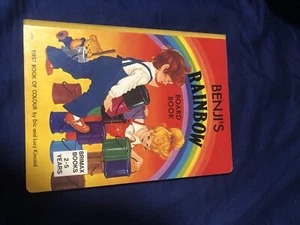 BENJI'S
RAINBOW
BOARD
BOOK
FIRST BOOK OF COLOUR by Eric and Lucy Kincaid
BRIMAX
BOOKS
2-5
YEARS